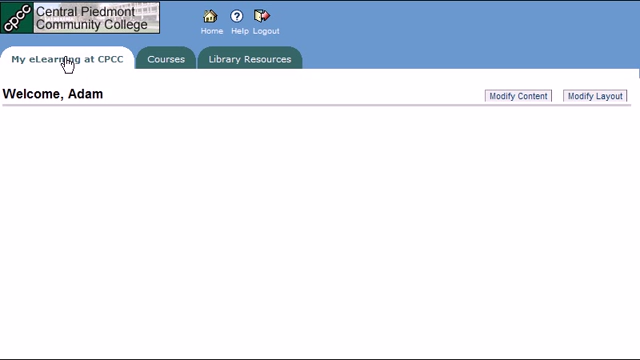 CPCC
Central Piedmont
Community College
Home Help Logout
My eLearning at CPCC Courses Library Resources
Welcome, Adam
Modify Content Modify Layout